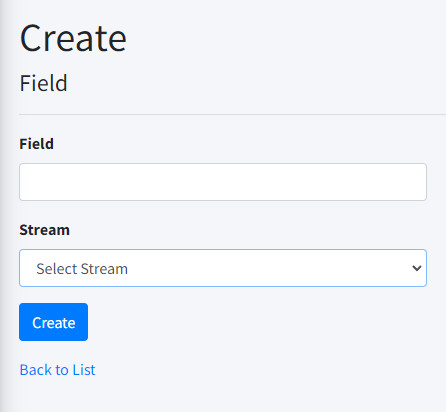 Create
Field
Field
Stream
Select Stream
Create
Back to List